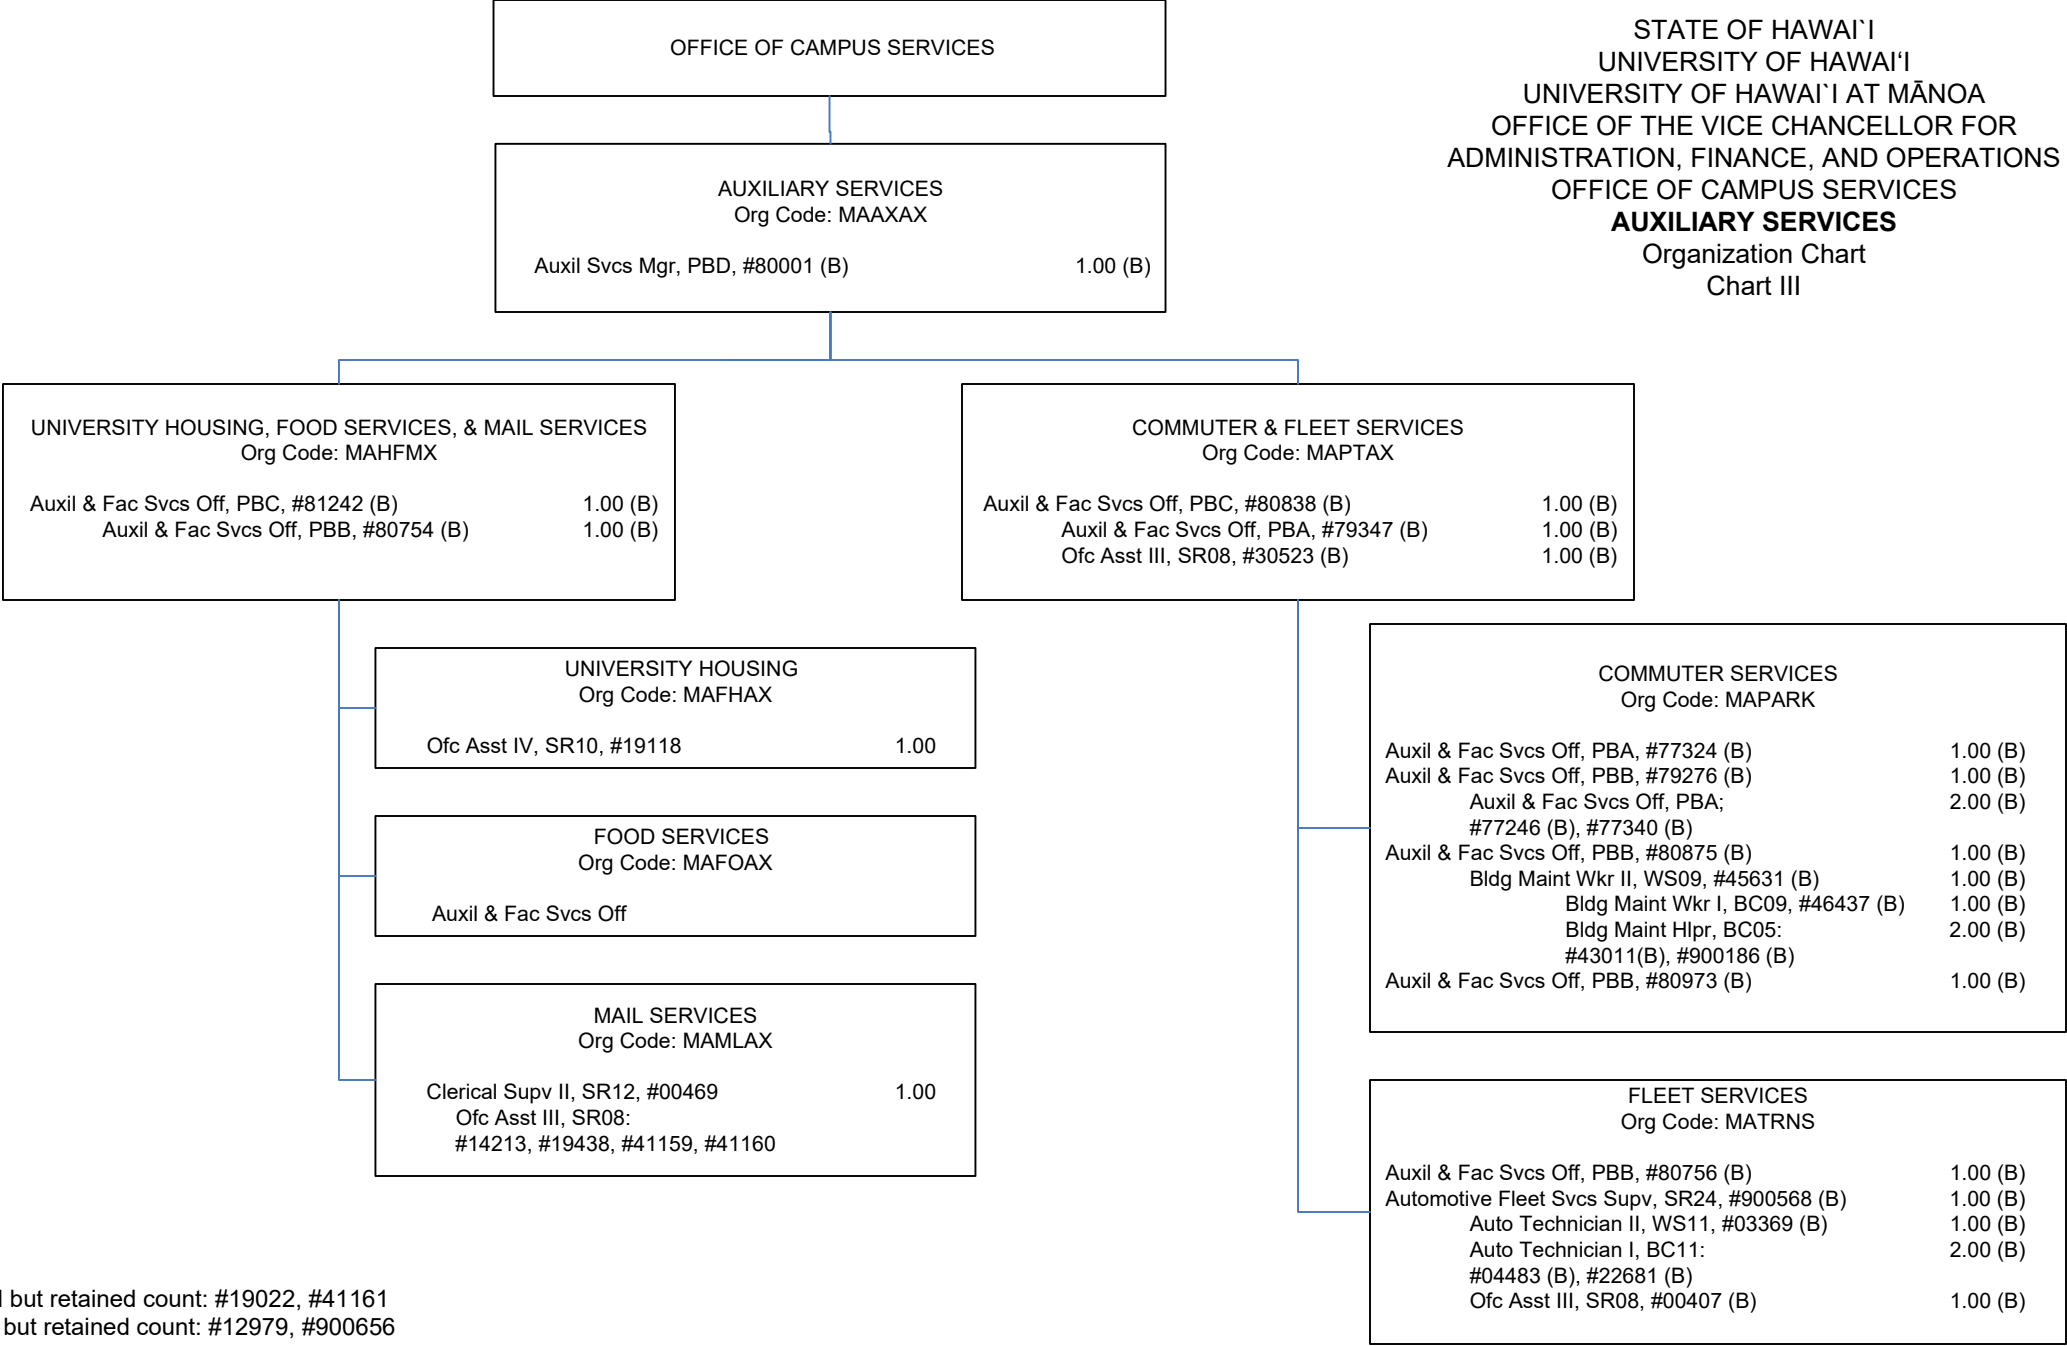 OFFICE OF CAMPUS SERVICES
STATE OF HAWAI`I
UNIVERSITY OF HAWAI‘I
UNIVERSITY OF HAWAI`I AT MĀNOA
OFFICE OF THE VICE CHANCELLOR FOR
ADMINISTRATION, FINANCE, AND OPERATIONS
OFFICE OF CAMPUS SERVICES
AUXILIARY SERVICES
Organization Chart
Chart III
AUXILIARY SERVICES
Org Code: MAAXAX
Auxil Svcs Mgr, PBD, #80001 (B) 1.00 (B)
UNIVERSITY HOUSING, FOOD SERVICES, & MAIL SERVICES
Org Code: MAHFMX
Auxil & Fac Svcs Off, PBC, #81242 (B) 1.00 (B)
Auxil & Fac Svcs Off, PBB, #80754 (B) 1.00 (B)
COMMUTER & FLEET SERVICES
Org Code: MAPTAX
Auxil & Fac Svcs Off, PBC, #80838 (B) 1.00 (B)
Auxil & Fac Svcs Off, PBA, #79347 (B) 1.00 (B)
Ofc Asst III, SR08, #30523 (B) 1.00 (B)
UNIVERSITY HOUSING
Org Code: MAFHAX
Ofc Asst IV, SR10, #19118 1.00
FOOD SERVICES
Org Code: MAFOAX
Auxil & Fac Svcs Off
MAIL SERVICES
Org Code: MAMLAX
Clerical Supv II, SR12, #00469 1.00
Ofc Asst III, SR08:
#14213, #19438, #41159, #41160
COMMUTER SERVICES
Org Code: MAPARK
Auxil & Fac Svcs Off, PBA, #77324 (B) 1.00 (B)
Auxil & Fac Svcs Off, PBB, #79276 (B) 1.00 (B)
Auxil & Fac Svcs Off, PBA; 2.00 (B)
#77246 (B), #77340 (B)
Auxil & Fac Svcs Off, PBB, #80875 (B) 1.00 (B)
Bldg Maint Wkr II, WS09, #45631 (B) 1.00 (B)
Bldg Maint Wkr I, BC09, #46437 (B) 1.00 (B)
Bldg Maint Hlpr, BC05: 2.00 (B)
#43011(B), #900186 (B)
Auxil & Fac Svcs Off, PBB, #80973 (B) 1.00 (B)
FLEET SERVICES
Org Code: MATRNS
Auxil & Fac Svcs Off, PBB, #80756 (B) 1.00 (B)
Automotive Fleet Svcs Supv, SR24, #900568 (B) 1.00 (B)
Auto Technician II, WS11, #03369 (B) 1.00 (B)
Auto Technician I, BC11: 2.00 (B)
#04483 (B), #22681 (B)
Ofc Asst III, SR08, #00407 (B) 1.00 (B)
but retained count: #19022, #41161
but retained count: #12979, #900656